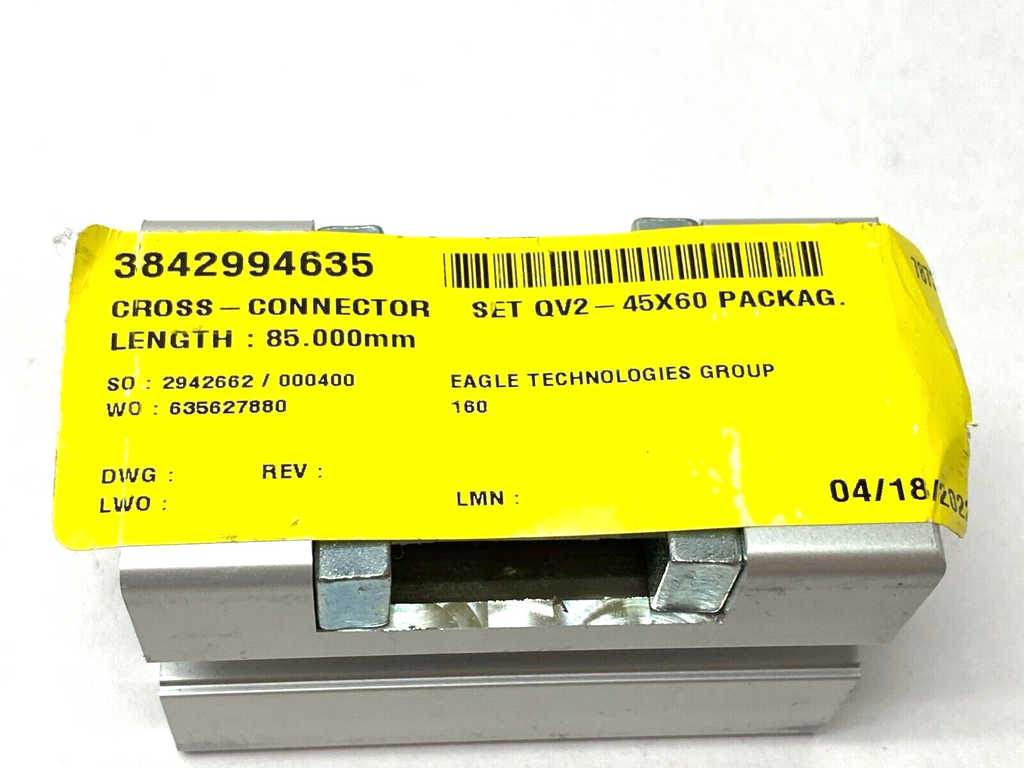 3842994635
CROSS-CONNECTOR SET QV2-45X60 PACKAG.
LENGTH : 85.000mm
SO : 2942662 / 000400 EAGLE TECHNOLOGIES GROUP
WO : 635627880 160
DWG : REV :
LWO : LMN :
04/18/2022